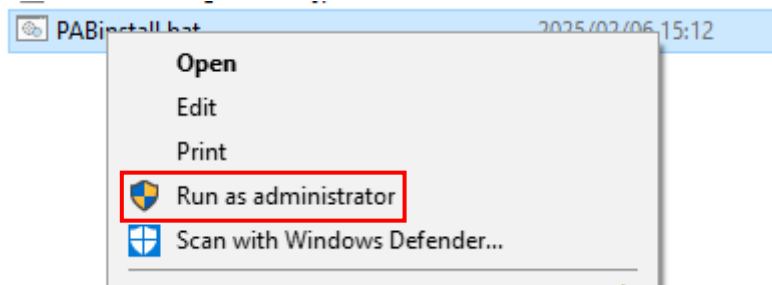 PABinstall.bat 2025/02/06 15:12
Open
Edit
Print
Run as administrator
Scan with Windows Defender...